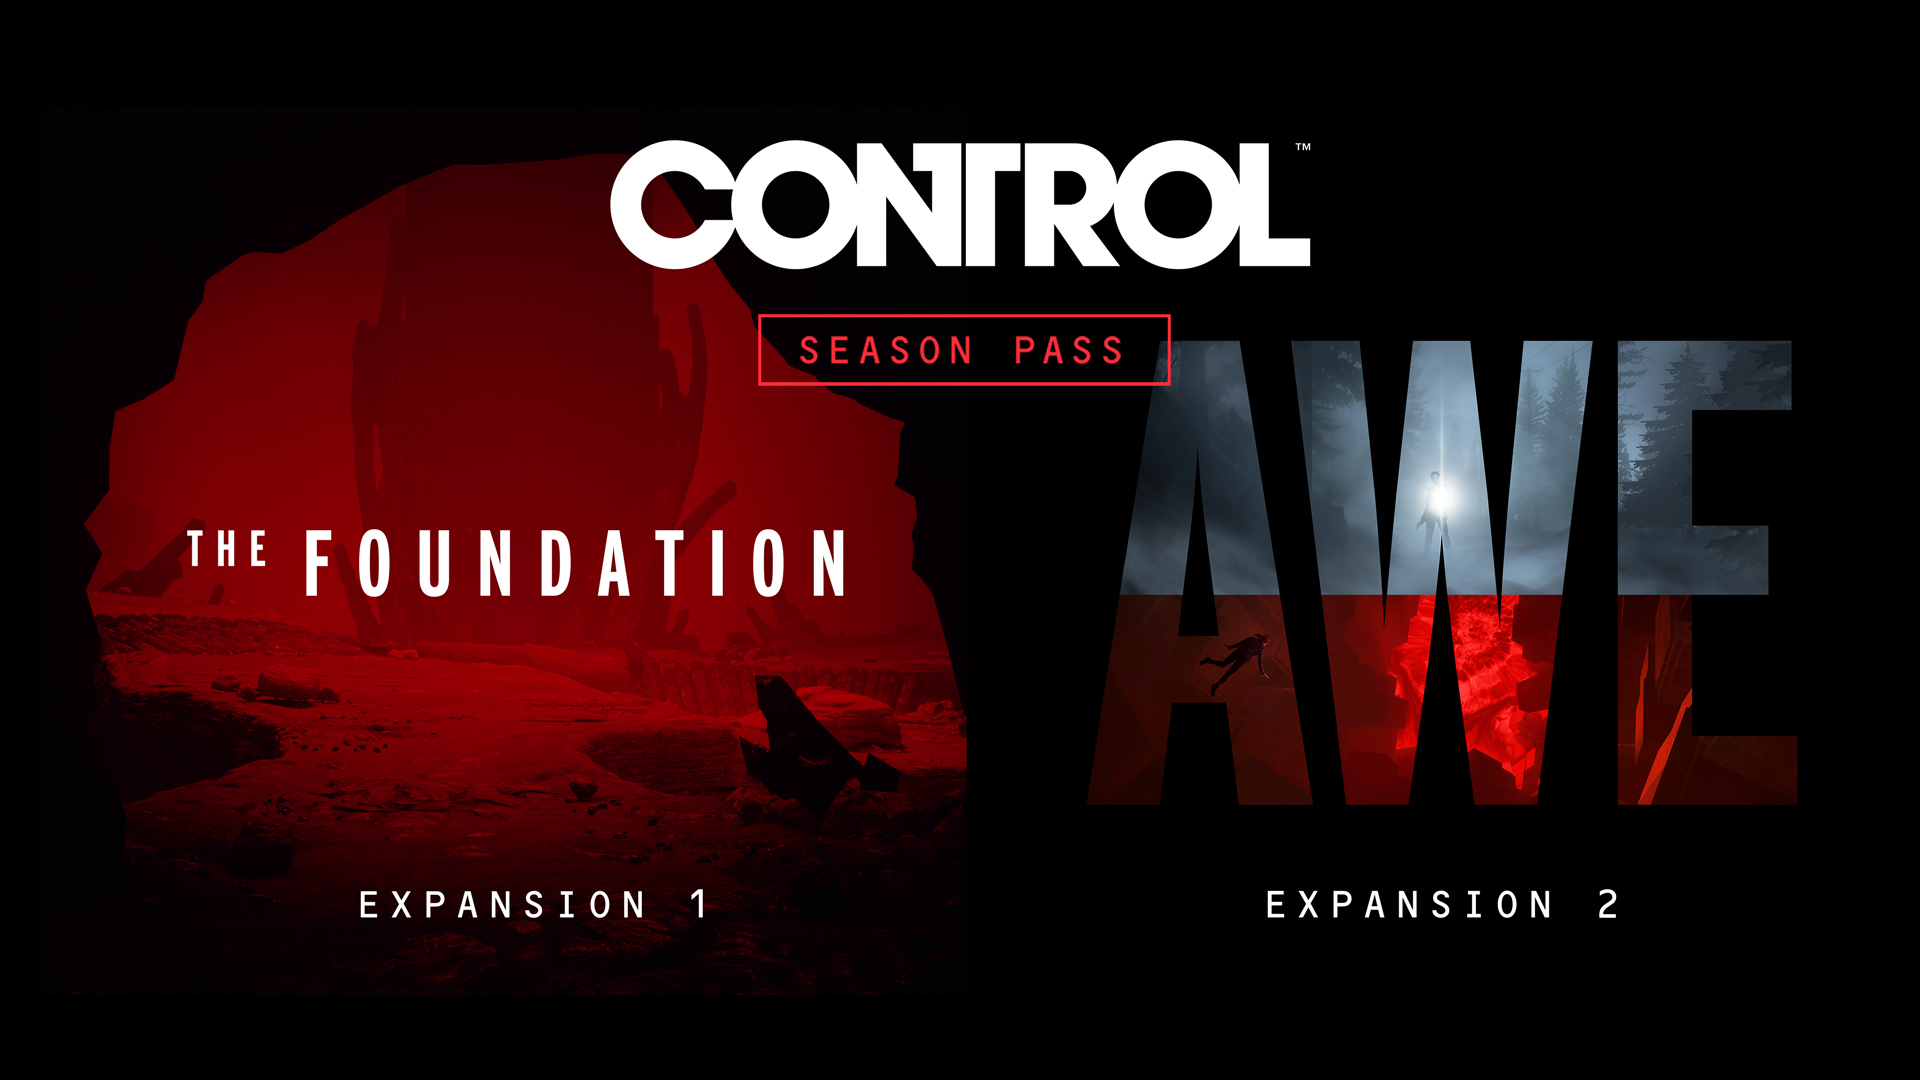 CONTROL™
SEASON PASS
THE FOUNDATION
EXPANSION 1
AWE
EXPANSION 2